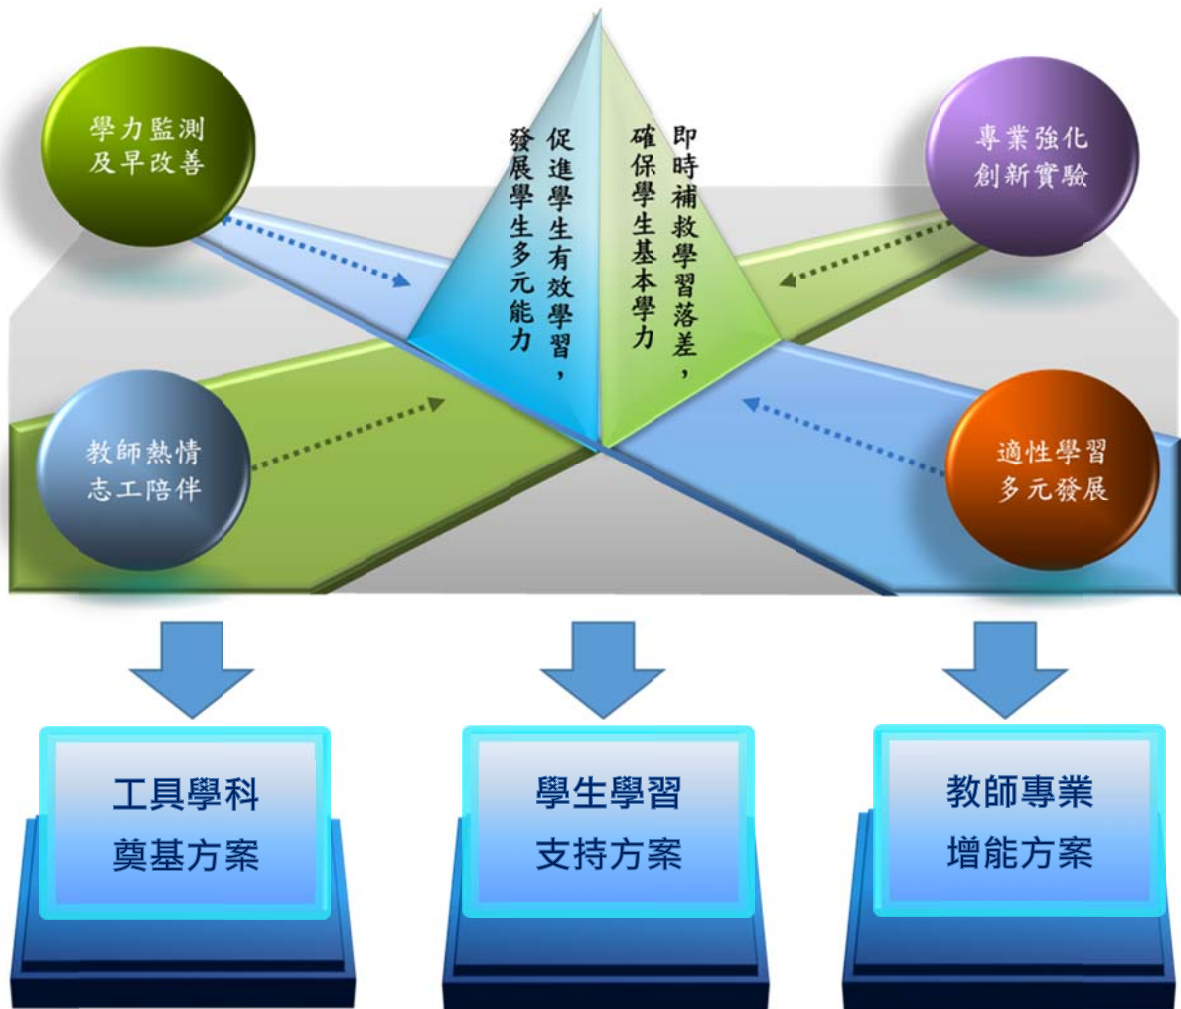 學力監測
及早改善
專業強化
創新實驗
即時補救學習落差，
確保學生基本學力
促進學生有效學習，
發展學生多元能力
教師熱情
志工陪伴
適性學習
多元發展
工具學科
奠基方案
學生學習
支持方案
教師專業
增能方案